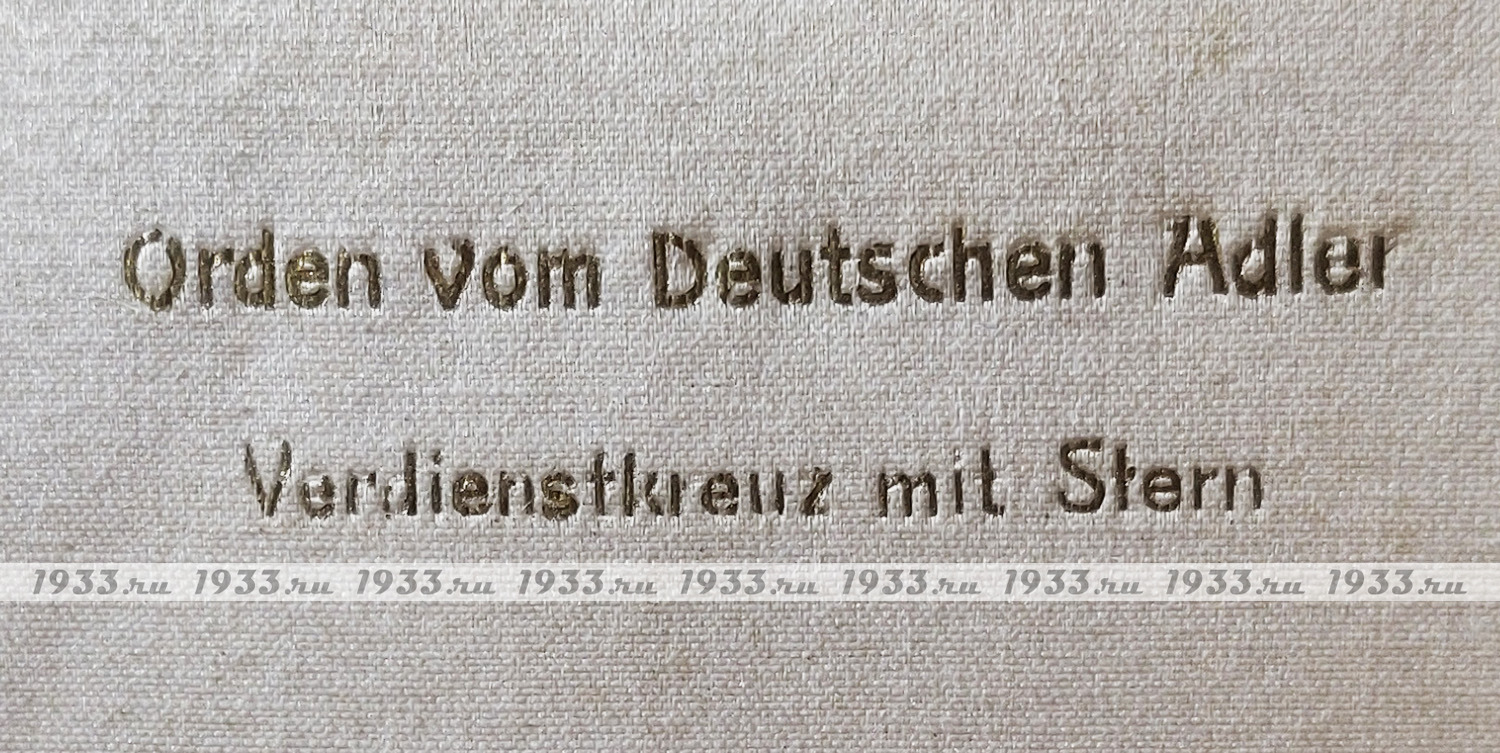 Orden vom Deutschen Adler
Verdienstkreuz mit Stern
1933.ru 1933.ru 1933.ru 1933.ru 1933.ru 1933.ru 1933.ru 1933.ru 1933.ru